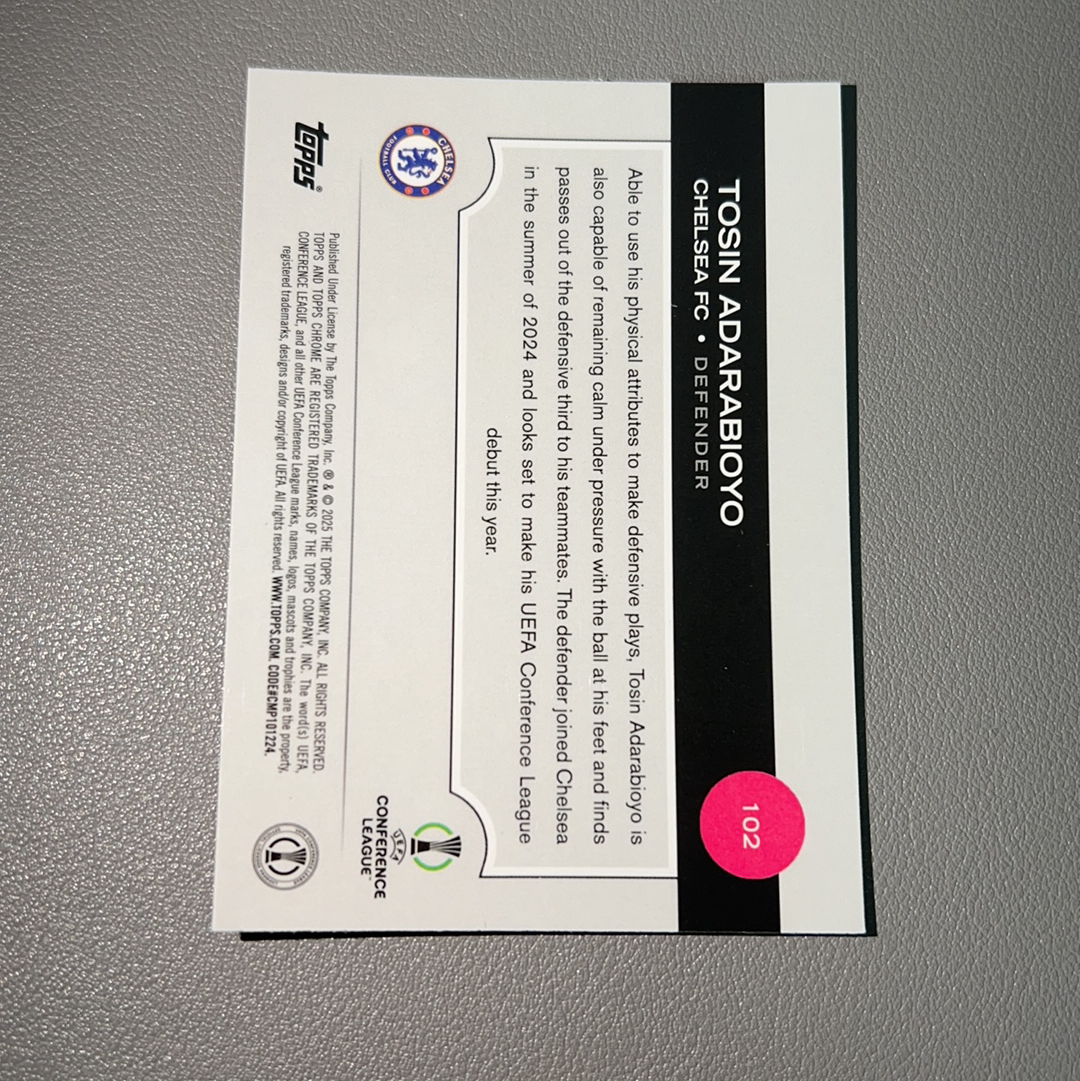 TOSIN ADARABIOYO
CHELSEA FC • DEFENDER
102
Able to use his physical attributes to make defensive plays, Tosin Adarabioyo is
also capable of remaining calm under pressure with the ball at his feet and finds
passes out of the defensive third to his teammates. The defender joined Chelsea
in the summer of 2024 and looks set to make his UEFA Conference League
debut this year.
CHELSEA
FOOTBALL CLUB
UEFA
CONFERENCE
LEAGUE™
topps®
Published Under License by The Topps Company, Inc. ® & © 2025 THE TOPPS COMPANY, INC. ALL RIGHTS RESERVED.
TOPPS AND TOPPS CHROME ARE REGISTERED TRADEMARKS OF THE TOPPS COMPANY, INC. The word(s) UEFA,
CONFERENCE LEAGUE, and all other UEFA Conference League marks, names, logos, mascots and trophies are the property,
registered trademarks, designs and/or copyright of UEFA. All rights reserved. WWW.TOPPS.COM. CODE#CMP101224.